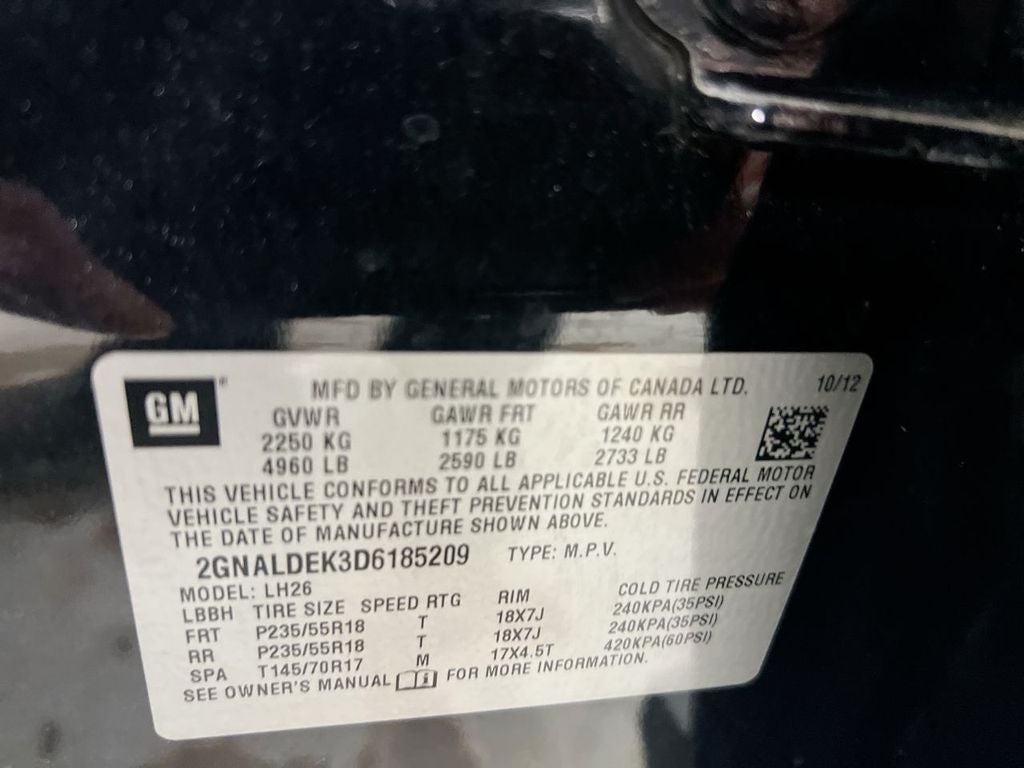 GM
MFD BY GENERAL MOTORS OF CANADA LTD. 10/12
GVWR GAWR FRT GAWR RR
2250 KG 1175 KG 1240 KG
4960 LB 2590 LB 2733 LB
THIS VEHICLE CONFORMS TO ALL APPLICABLE U.S. FEDERAL MOTOR
VEHICLE SAFETY AND THEFT PREVENTION STANDARDS IN EFFECT ON
THE DATE OF MANUFACTURE SHOWN ABOVE.
2GNALDEK3D6185209 TYPE: M.P.V.
MODEL: LH26
LBBH TIRE SIZE SPEED RTG RIM COLD TIRE PRESSURE
FRT P235/55R18 T 18X7J 240KPA(35PSI)
RR P235/55R18 T 18X7J 240KPA(35PSI)
SPA T145/70R17 M 17X4.5T 420KPA(60PSI)
SEE OWNER'S MANUAL FOR MORE INFORMATION.